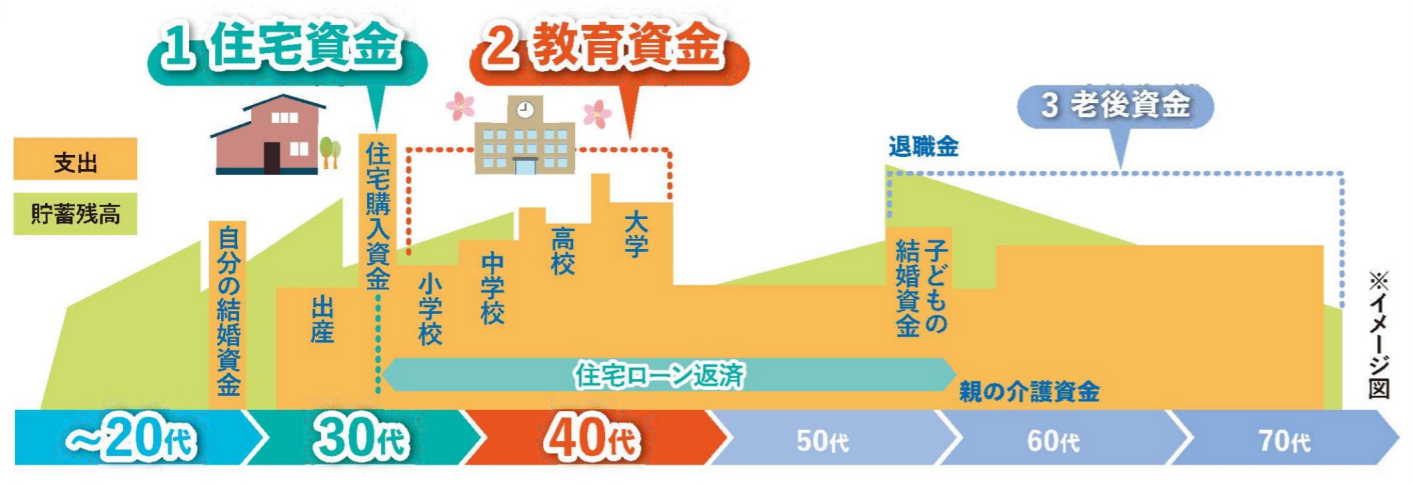 1 住宅資金
2 教育資金
3 老後資金
支出
貯蓄残高
自分の結婚資金
出産
住宅購入資金
小学校
中学校
高校
大学
退職金
子どもの
結婚資金
住宅ローン返済
親の介護資金
※イメージ図
~20代
30代
40代
50代
60代
70代